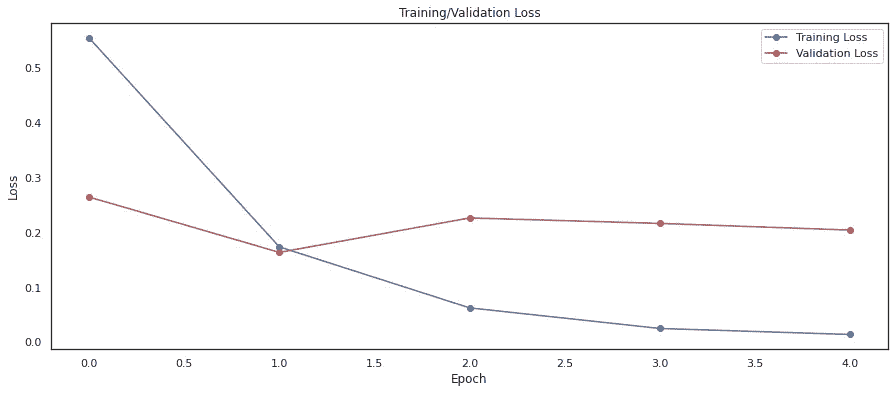 Training/Validation Loss
Training Loss
Validation Loss
Loss
0.5
0.4
0.3
0.2
0.1
0.0
0.0 0.5 1.0 1.5 2.0 2.5 3.0 3.5 4.0
Epoch